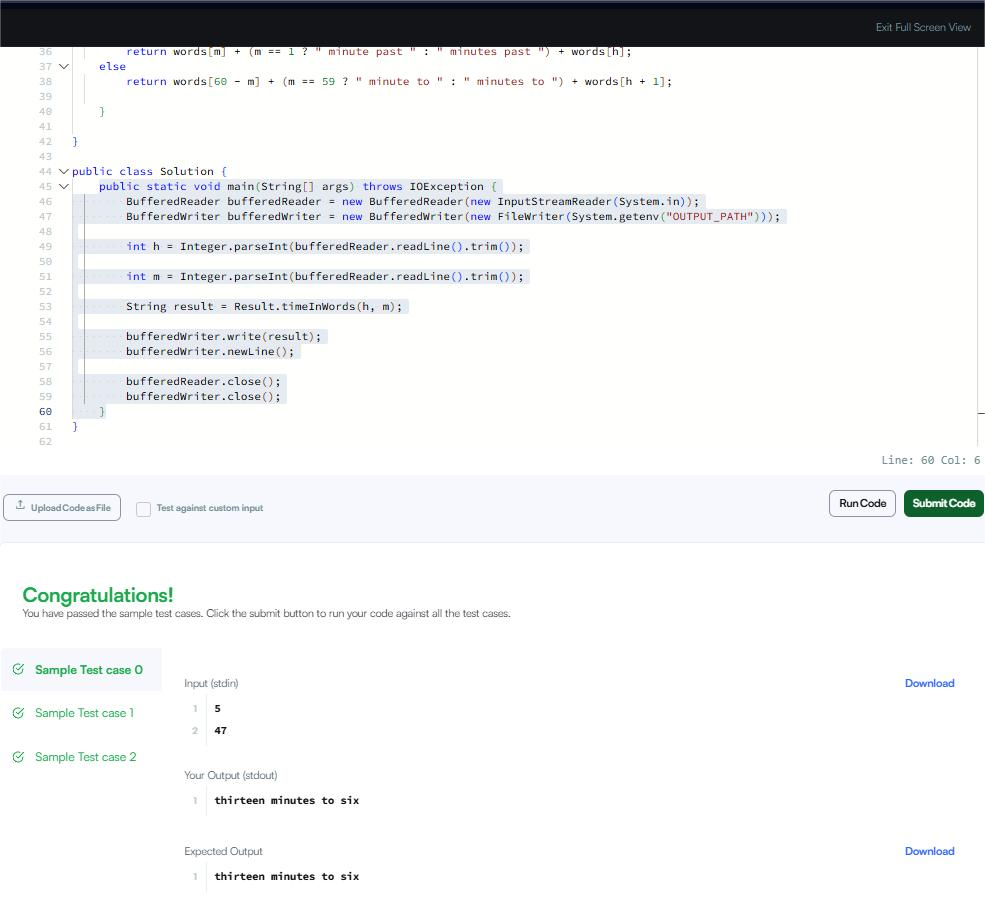 Exit Full Screen View
36 return words[m] + (m == 1 ? " minute past " : " minutes past ") + words[h];
37 else
38 return words[60 - m] + (m == 59 ? " minute to " : " minutes to ") + words[h + 1];
39
40 }
41
42 }
43
44 public class Solution {
45 public static void main(String[] args) throws IOException {
46 BufferedReader bufferedReader = new BufferedReader(new InputStreamReader(System.in));
47 BufferedWriter bufferedWriter = new BufferedWriter(new FileWriter(System.getenv("OUTPUT_PATH")));
48
49 int h = Integer.parseInt(bufferedReader.readLine().trim());
50
51 int m = Integer.parseInt(bufferedReader.readLine().trim());
52
53 String result = Result.timeInWords(h, m);
54
55 bufferedWriter.write(result);
56 bufferedWriter.newLine();
57
58 bufferedReader.close();
59 bufferedWriter.close();
60 }
61 }
62
Line: 60 Col: 6
Upload Code as File
Test against custom input
Run Code
Submit Code
Congratulations!
You have passed the sample test cases. Click the submit button to run your code against all the test cases.
Sample Test case 0
Sample Test case 1
Sample Test case 2
Input (stdin)
Download
1 5
2 47
Your Output (stdout)
1 thirteen minutes to six
Expected Output
Download
1 thirteen minutes to six